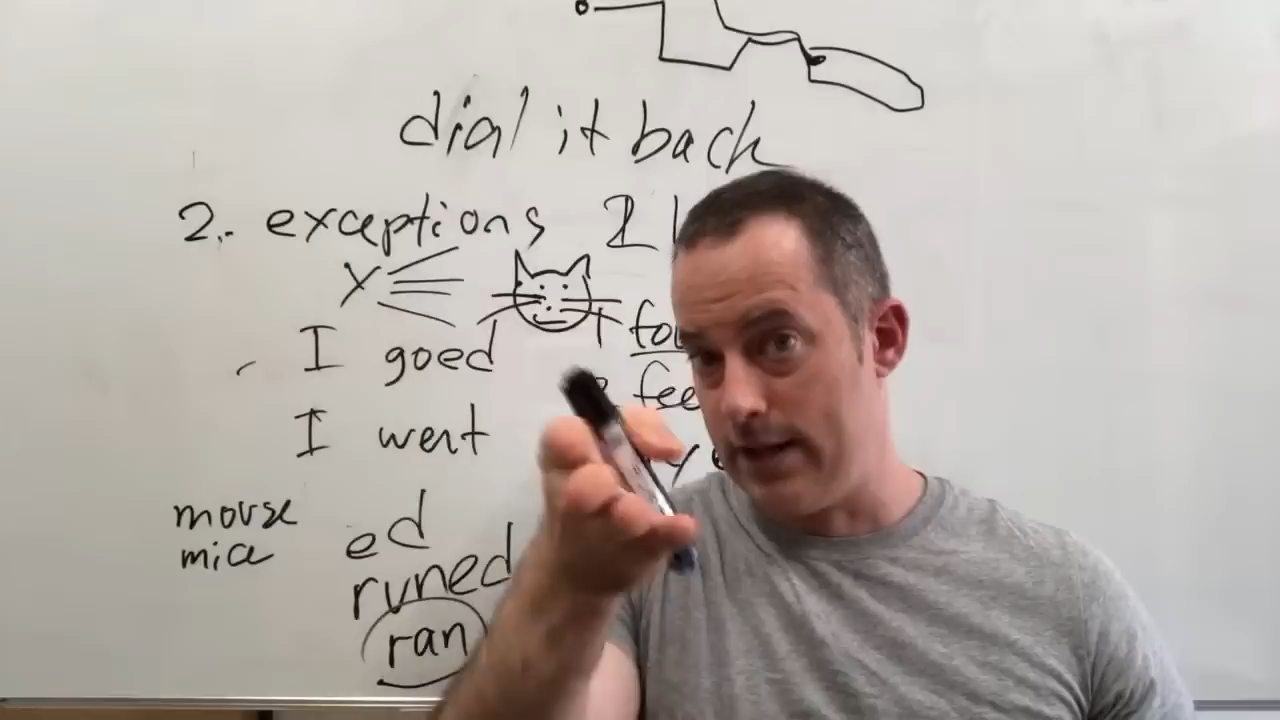 dial it back
2. exceptions
I goed
I went
mouse
mice
ed
runed
ran